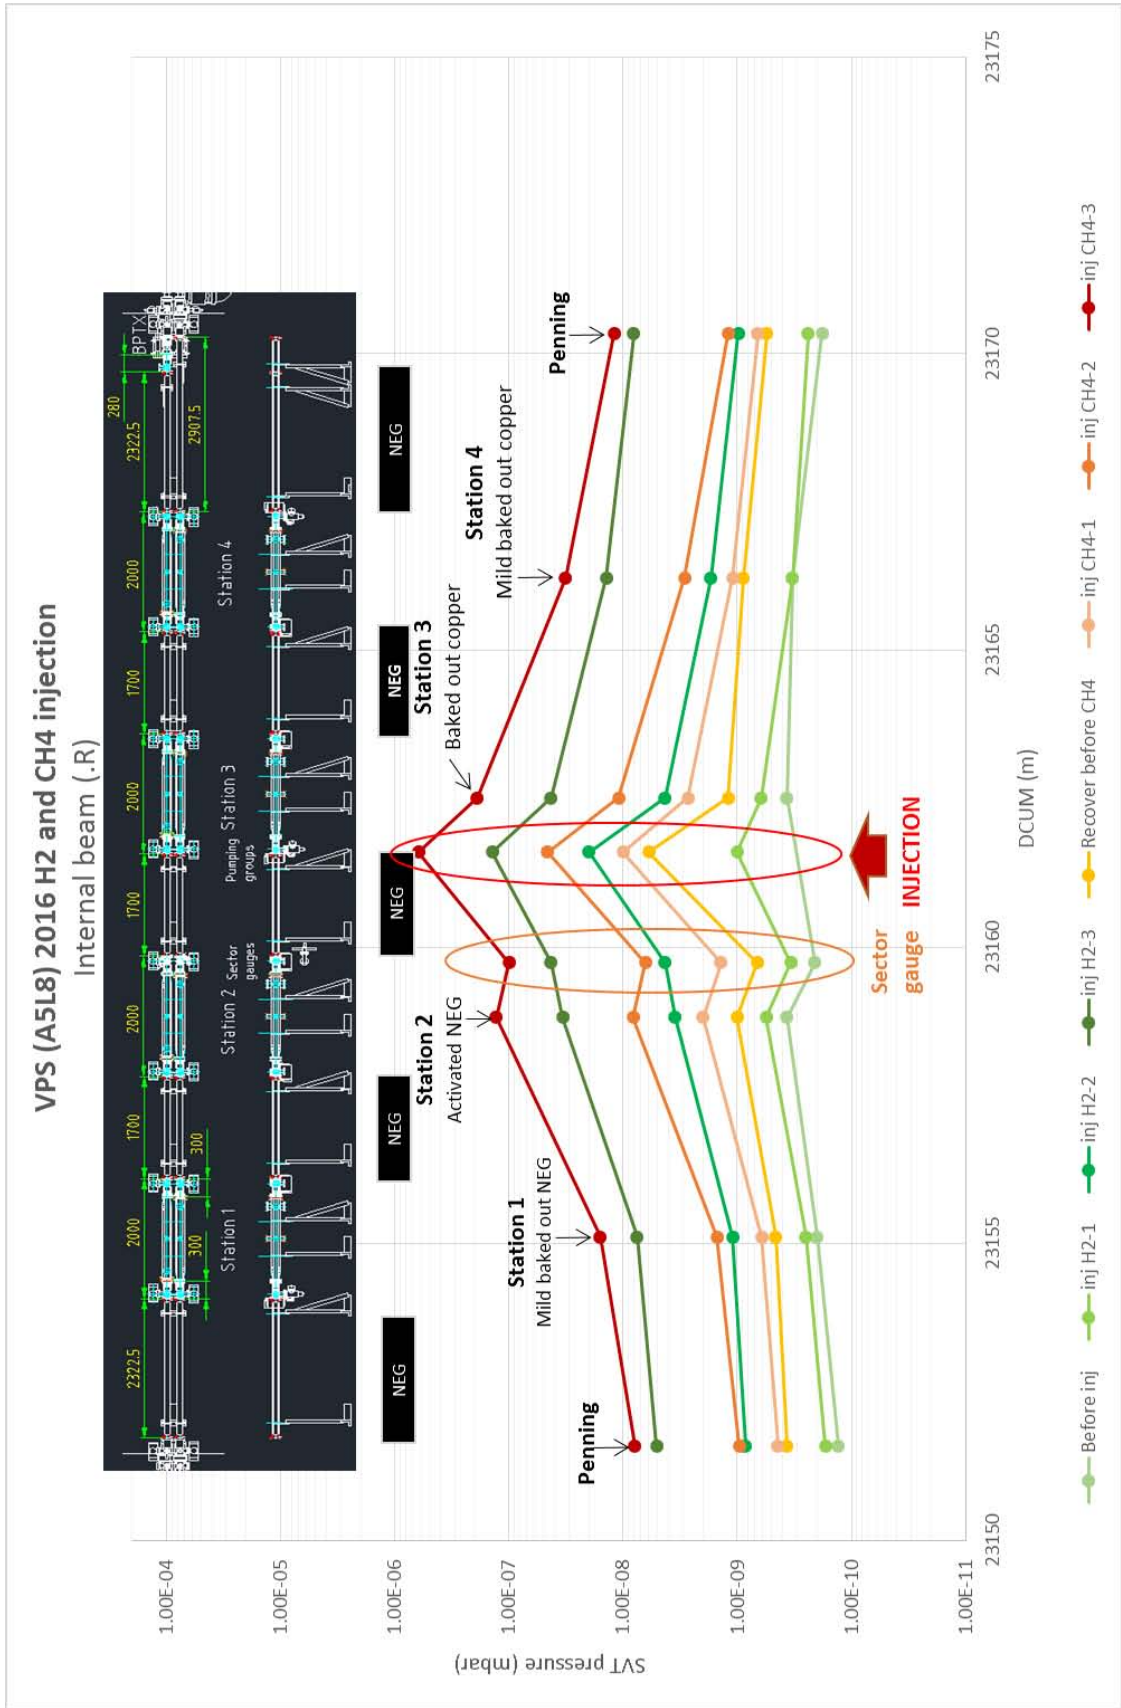 VPS (A5L8) 2016 H2 and CH4 injection
Internal beam (.R)
2322.5
2000
1700
2000
1700
2000
1700
2000
2322.5
280
300
300
2907.5
BPTX
Station 1
Station 2
Sector
gauges
Pumping
groups
Station 3
Station 4
NEG
NEG
NEG
NEG
NEG
Penning
Station 1
Mild baked out NEG
Station 2
Activated NEG
Station 3
Baked out copper
Station 4
Mild baked out copper
Penning
Sector
gauge
INJECTION
SVT pressure (mbar)
1.00E-04
1.00E-05
1.00E-06
1.00E-07
1.00E-08
1.00E-09
1.00E-10
1.00E-11
23150
23155
23160
23165
23170
23175
DCUM (m)
Before inj
inj H2-1
inj H2-2
inj H2-3
Recover before CH4
inj CH4-1
inj CH4-2
inj CH4-3